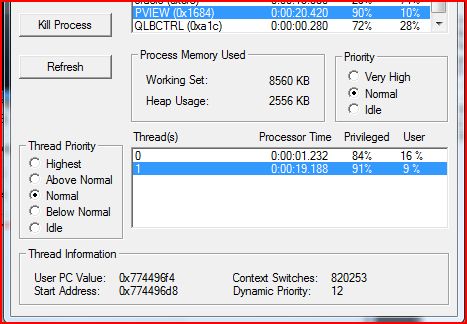 Kill Process
PVIEW (0x1684) 0:00:20.420 90% 10%
QLBCTRL (0xa1c) 0:00:00.280 72% 28%
Refresh
Process Memory Used
Working Set: 8560 KB
Heap Usage: 2556 KB
Priority
Very High
Normal
Idle
Thread Priority
Highest
Above Normal
Normal
Below Normal
Idle
Thread(s) Processor Time Privileged User
0 0:00:01.232 84% 16 %
1 0:00:19.188 91% 9 %
Thread Information
User PC Value: 0x774496f4 Context Switches: 820253
Start Address: 0x774496d8 Dynamic Priority: 12